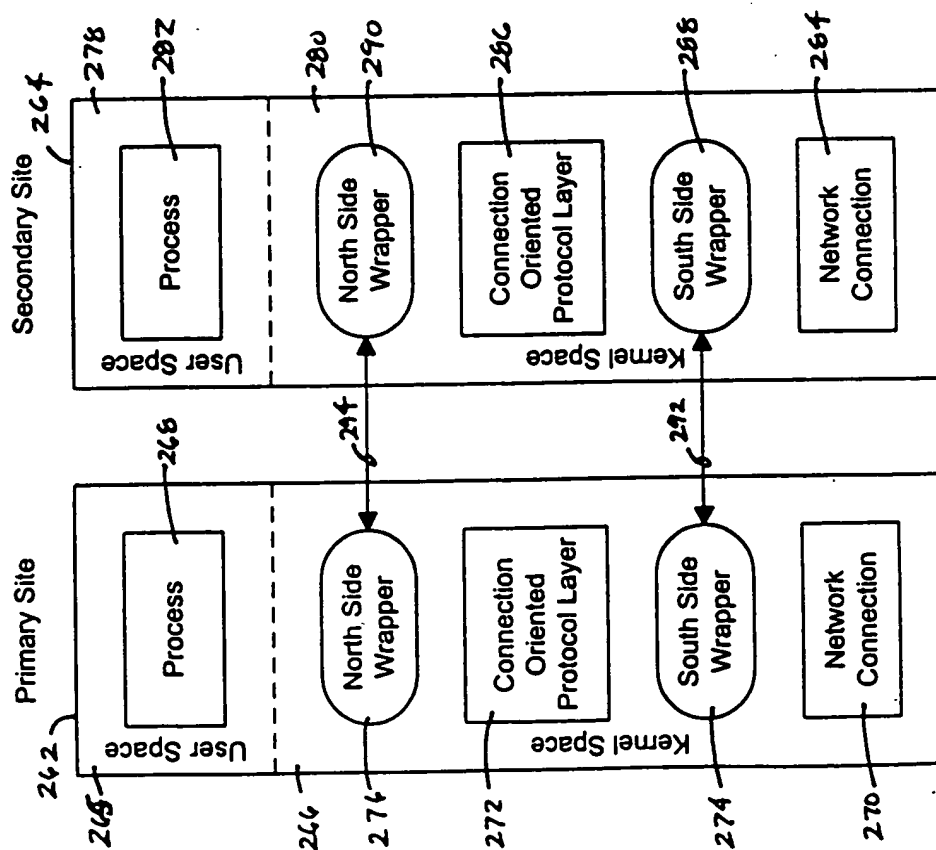 Primary Site
262
265
Process
268
User Space
266
276
North Side
Wrapper
272
Connection
Oriented
Protocol Layer
274
South Side
Wrapper
Kernel Space
270
Network
Connection
294
292
Secondary Site
264
278
Process
282
User Space
280
North Side
Wrapper
290
Connection
Oriented
Protocol Layer
286
South Side
Wrapper
288
Kernel Space
Network
Connection
284